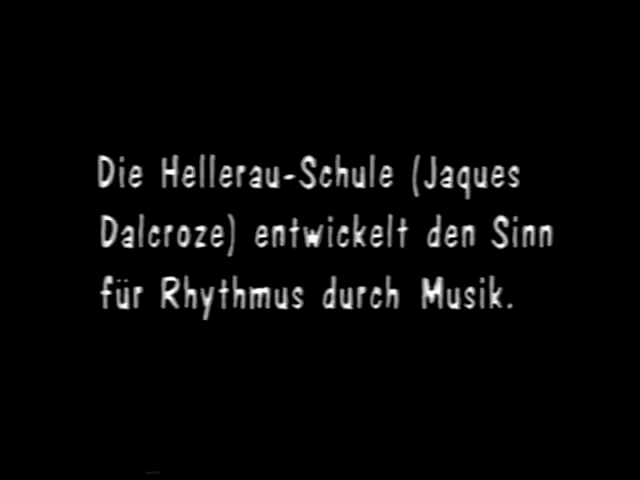 Die Hellerau-Schule (Jaques
Dalcroze) entwickelt den Sinn
für Rhythmus durch Musik.